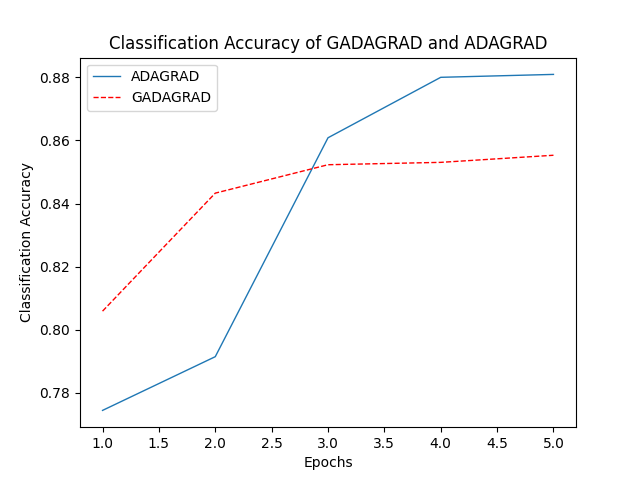 Classification Accuracy of GADAGRAD and ADAGRAD
ADAGRAD
GADAGRAD
Classification Accuracy
0.88
0.86
0.84
0.82
0.80
0.78
1.0 1.5 2.0 2.5 3.0 3.5 4.0 4.5 5.0
Epochs